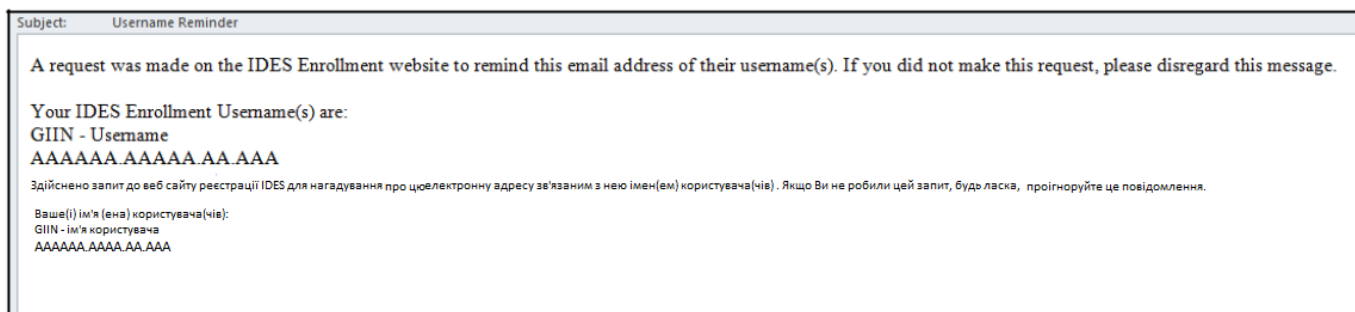 Subject: Username Reminder
A request was made on the IDES Enrollment website to remind this email address of their username(s). If you did not make this request, please disregard this message.
Your IDES Enrollment Username(s) are:
GIIN - Username
AAAAAA.AAAAA.AA.AAA
Здійснено запит до веб сайту реєстрації IDES для нагадування про цюелектронну адресу зв'язаним з нею імен(ем) користувача(чів) . Якщо Ви не робили цей запит, будь ласка, проігноруйте це повідомлення.
Ваше(і) ім'я (ена) користувача(чів):
GIIN - ім'я користувача
AAAAAA.AAAA.AA.AAA